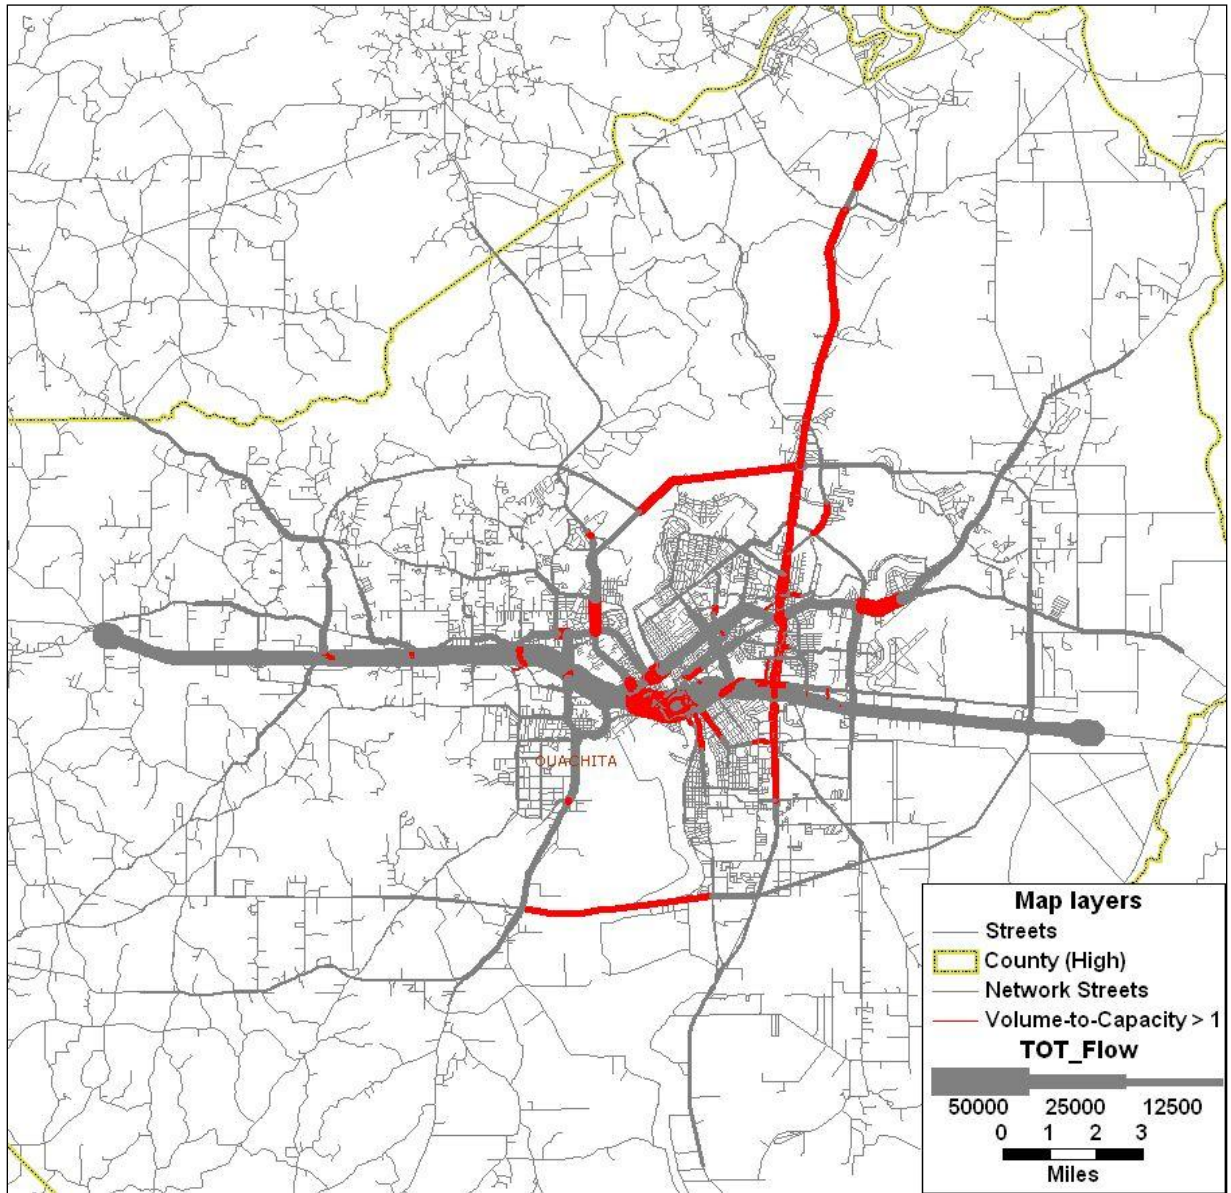 OUACHITA
Map layers
Streets
County (High)
Network Streets
Volume-to-Capacity > 1
TOT_Flow
50000 25000 12500
0 1 2 3
Miles